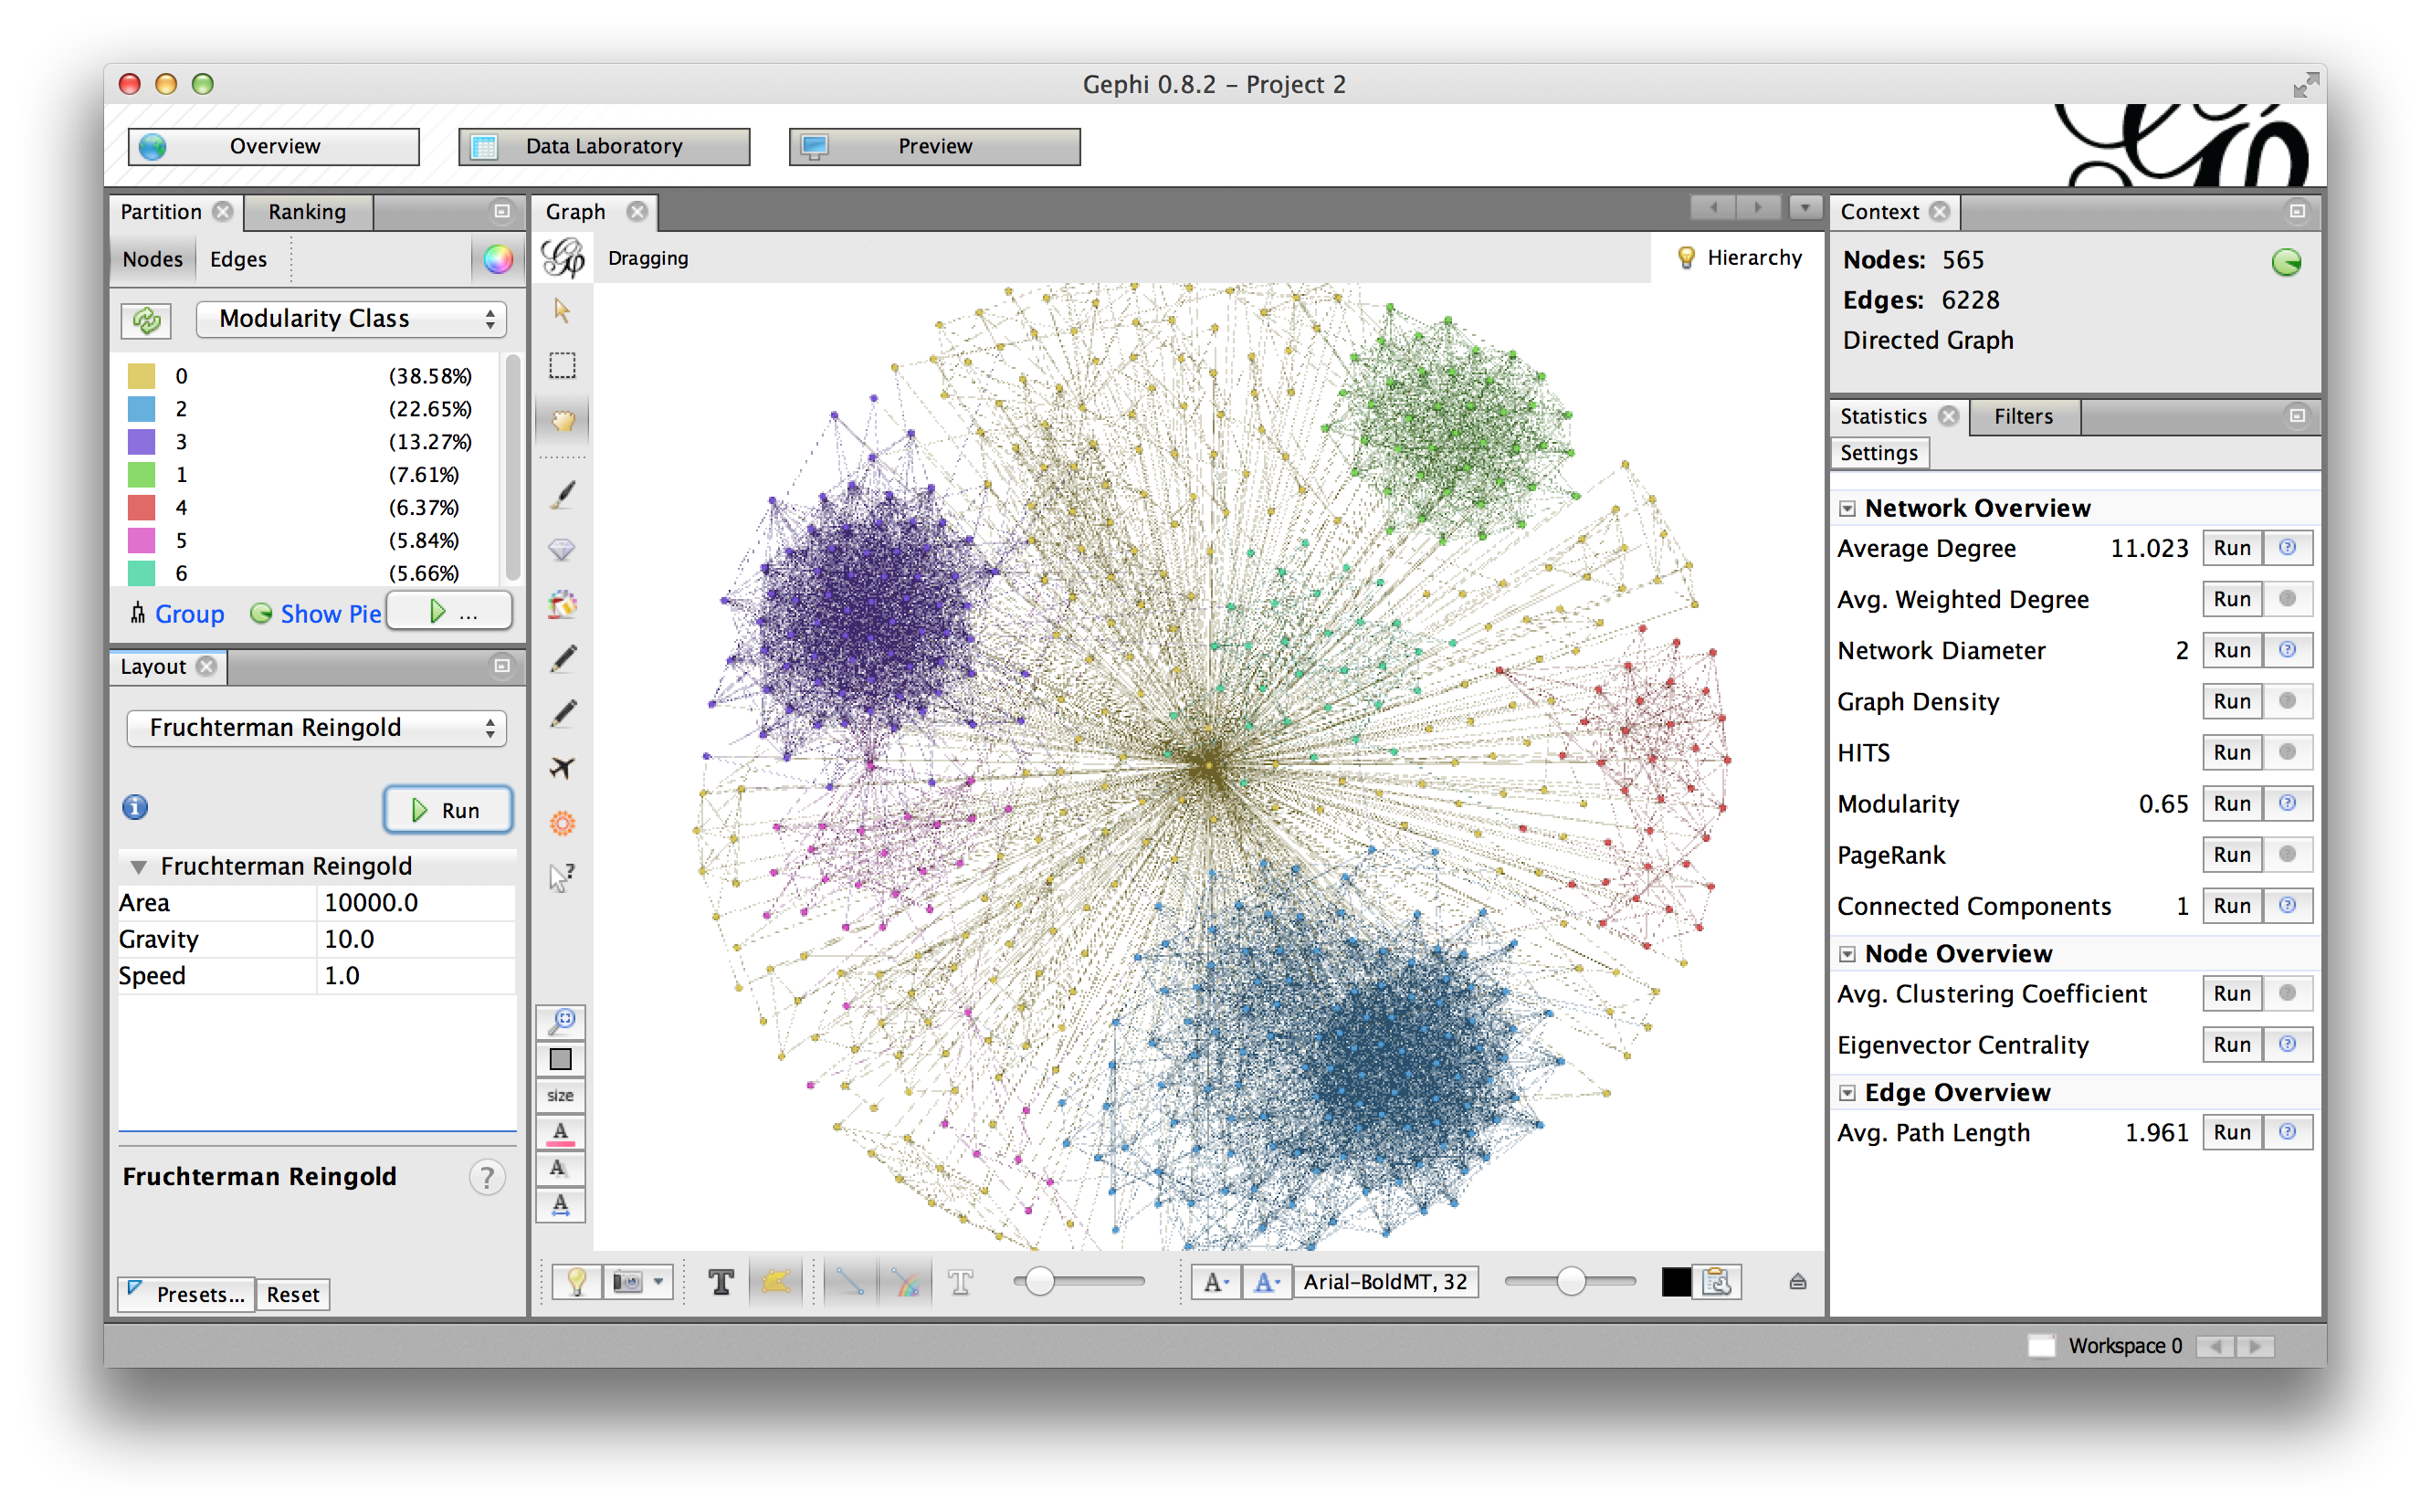 Gephi 0.8.2 – Project 2
Overview
Data Laboratory
Preview
Partition
Ranking
Nodes
Edges
Modularity Class
0 (38.58%)
2 (22.65%)
3 (13.27%)
1 (7.61%)
4 (6.37%)
5 (5.84%)
6 (5.66%)
Group
Show Pie
...
Layout
Fruchterman Reingold
Run
Fruchterman Reingold
Area 10000.0
Gravity 10.0
Speed 1.0
Fruchterman Reingold
?
Presets...
Reset
Graph
Dragging
Hierarchy
size
A
A
A
T
T
A
A
Arial-BoldMT, 32
Context
Nodes: 565
Edges: 6228
Directed Graph
Statistics
Filters
Settings
Network Overview
Average Degree 11.023 Run ?
Avg. Weighted Degree Run ?
Network Diameter 2 Run ?
Graph Density Run ?
HITS Run ?
Modularity 0.65 Run ?
PageRank Run ?
Connected Components 1 Run ?
Node Overview
Avg. Clustering Coefficient Run ?
Eigenvector Centrality Run ?
Edge Overview
Avg. Path Length 1.961 Run ?
Workspace 0